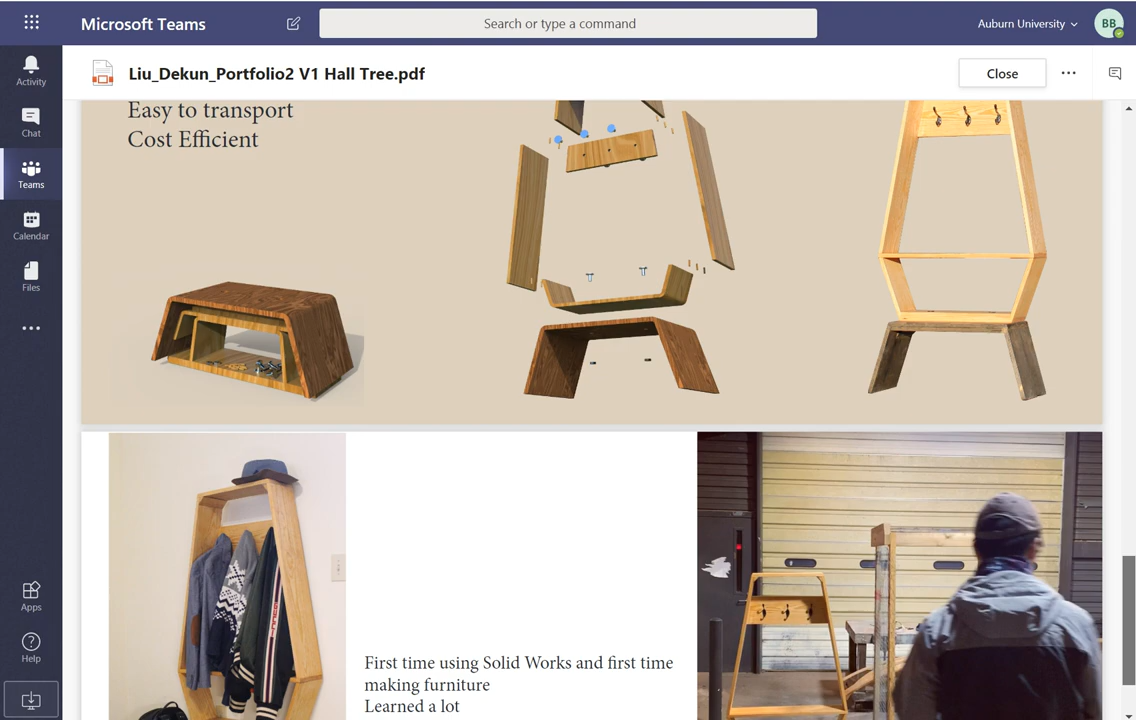 Microsoft Teams
Search or type a command
Auburn University
BB
Activity
Chat
Teams
Calendar
Files
Apps
Help
Liu_Dekun_Portfolio2 V1 Hall Tree.pdf
Close
Easy to transport
Cost Efficient
First time using Solid Works and first time
making furniture
Learned a lot